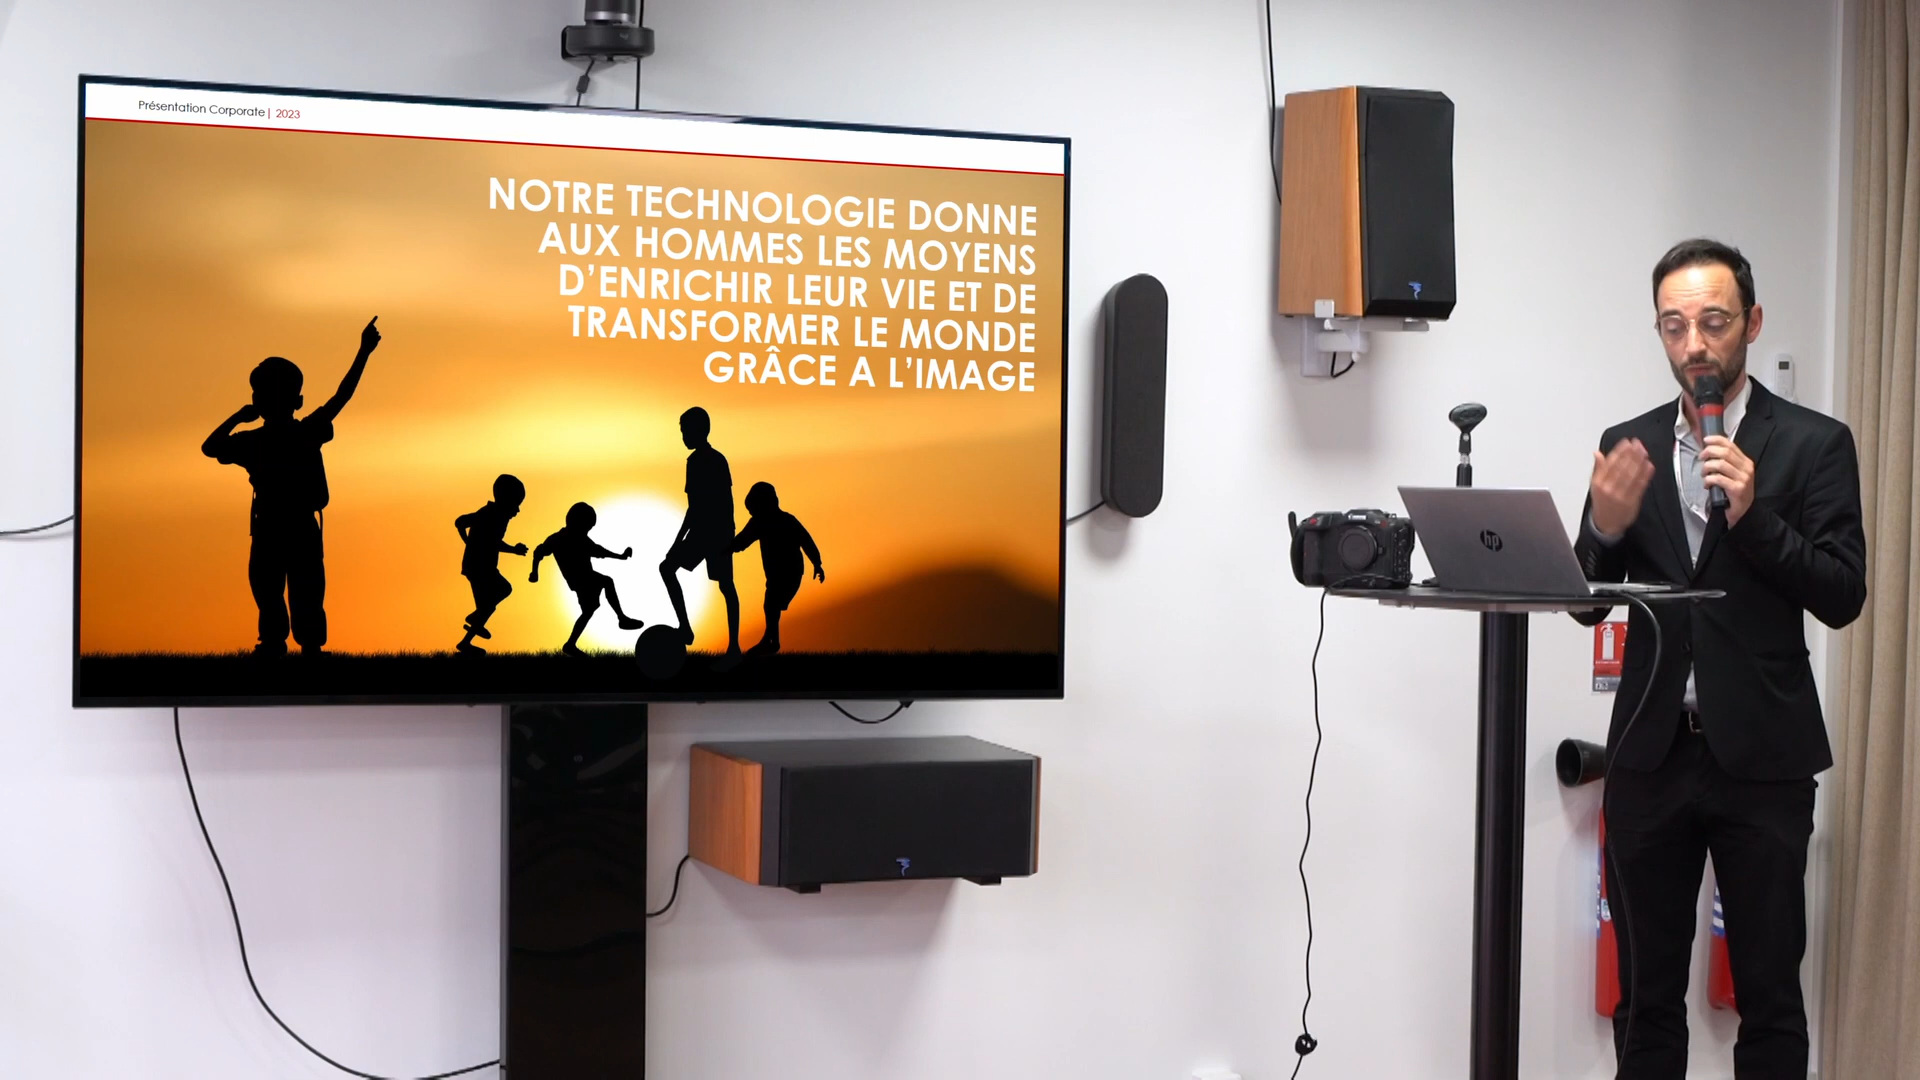 Présentation Corporate| 2023
NOTRE TECHNOLOGIE DONNE
AUX HOMMES LES MOYENS
D'ENRICHIR LEUR VIE ET DE
TRANSFORMER LE MONDE
GRÂCE A L'IMAGE
hp